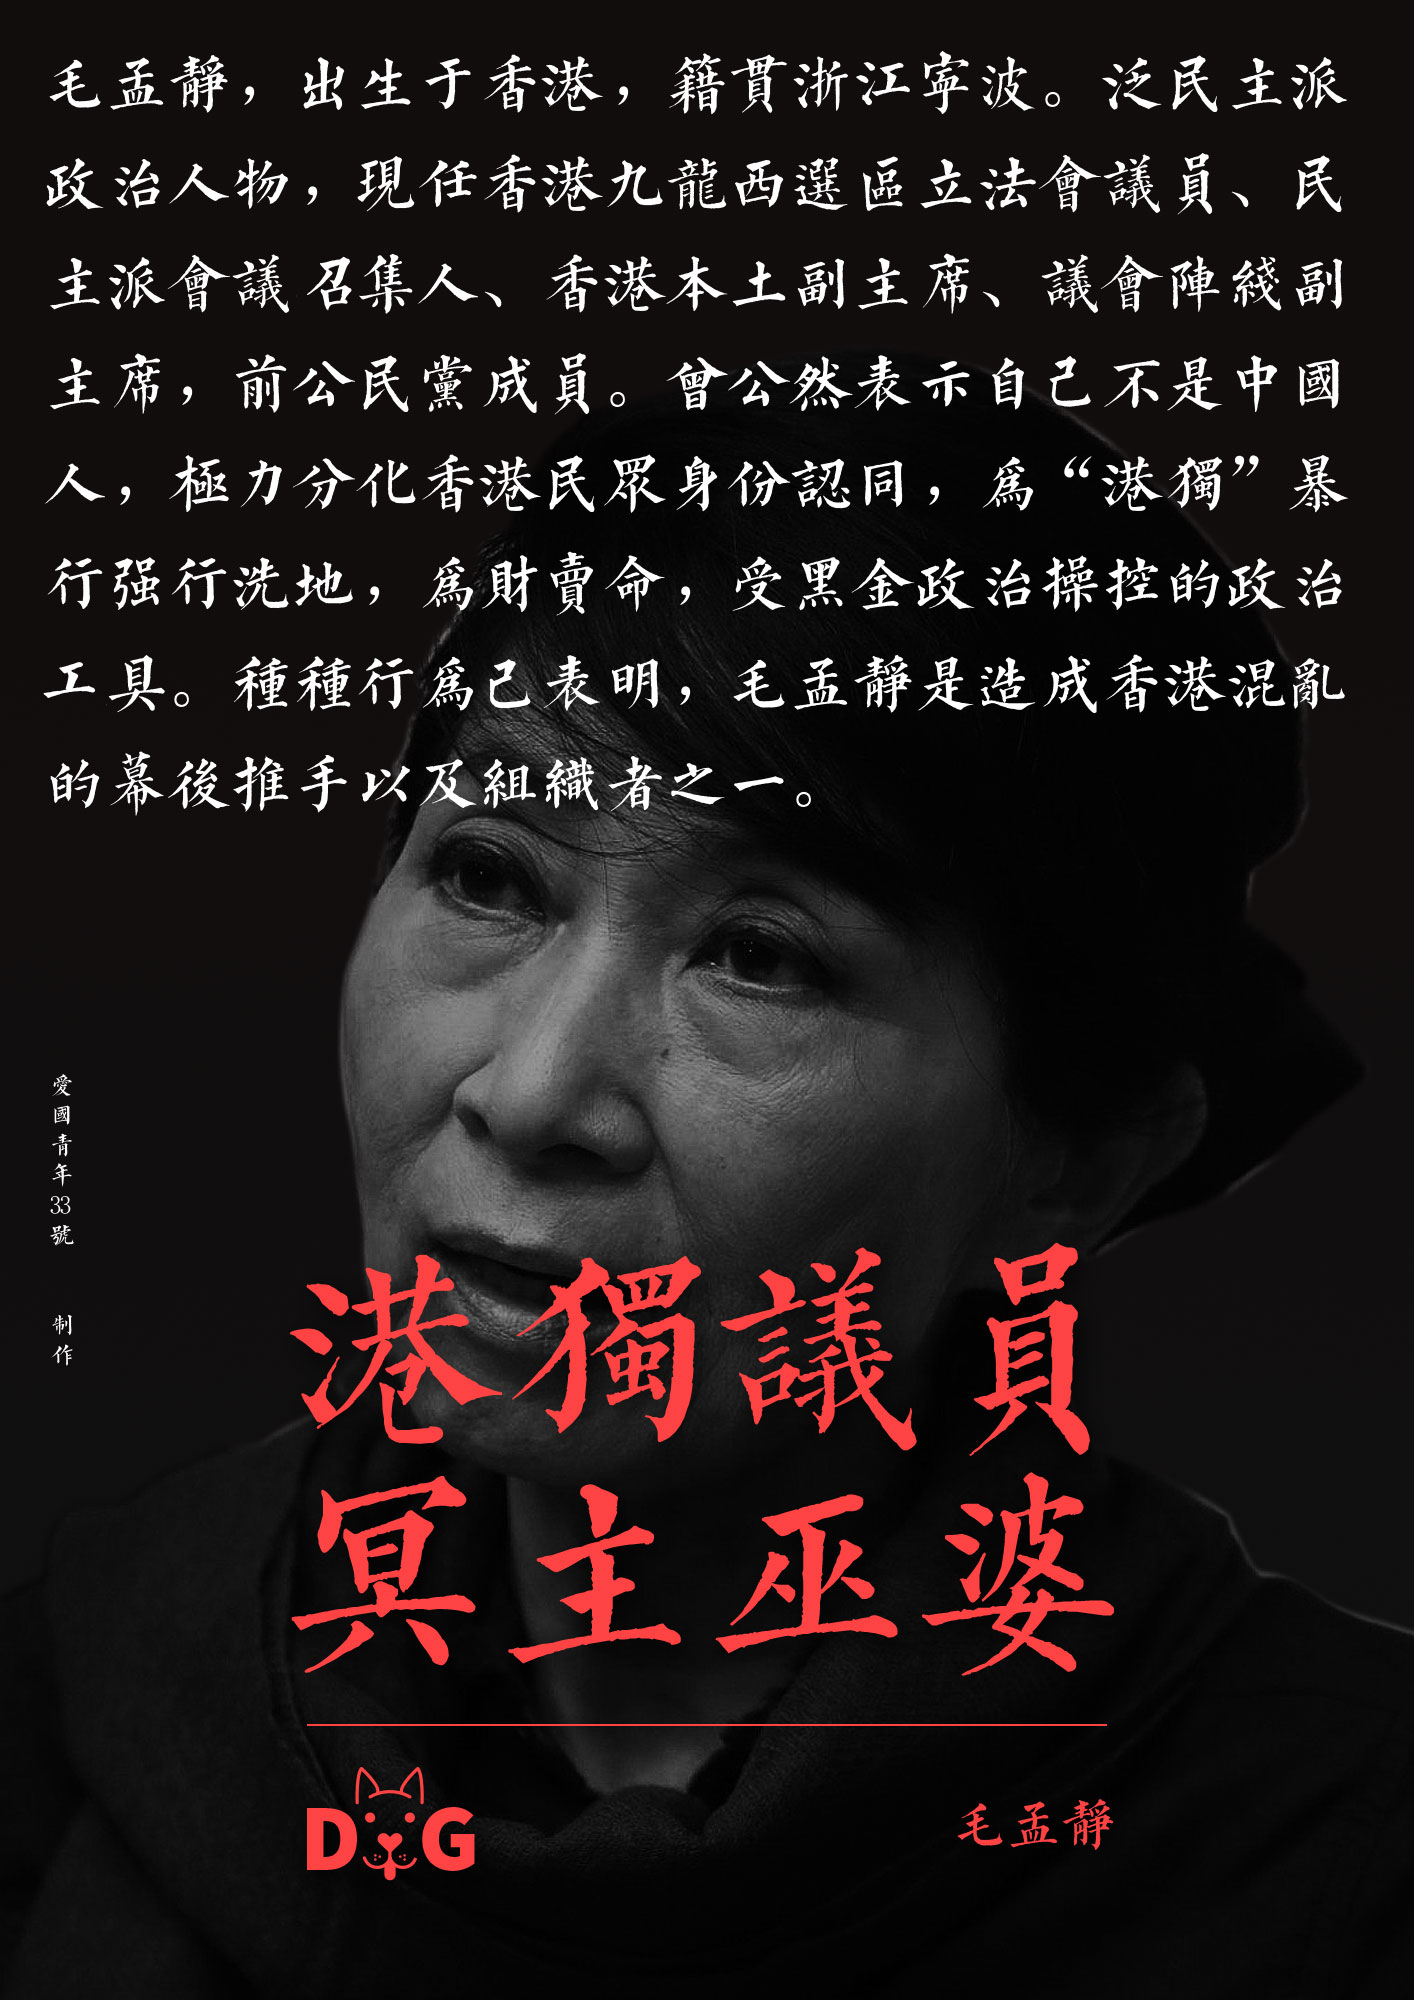 毛孟靜，出生于香港，籍貫浙江寧波。泛民主派
政治人物，現任香港九龍西選區立法會議員、民
主派會議召集人、香港本土副主席、議會陣綫副
主席，前公民黨成員。曾公然表示自己不是中國
人，極力分化香港民眾身份認同，爲“港獨”暴
行强行洗地，爲財賣命，受黑金政治操控的政治
工具。種種行爲已表明，毛孟靜是造成香港混亂
的幕後推手以及組織者之一。
愛國青年33號 制作
港獨議員
冥主巫婆
DOG
毛孟靜